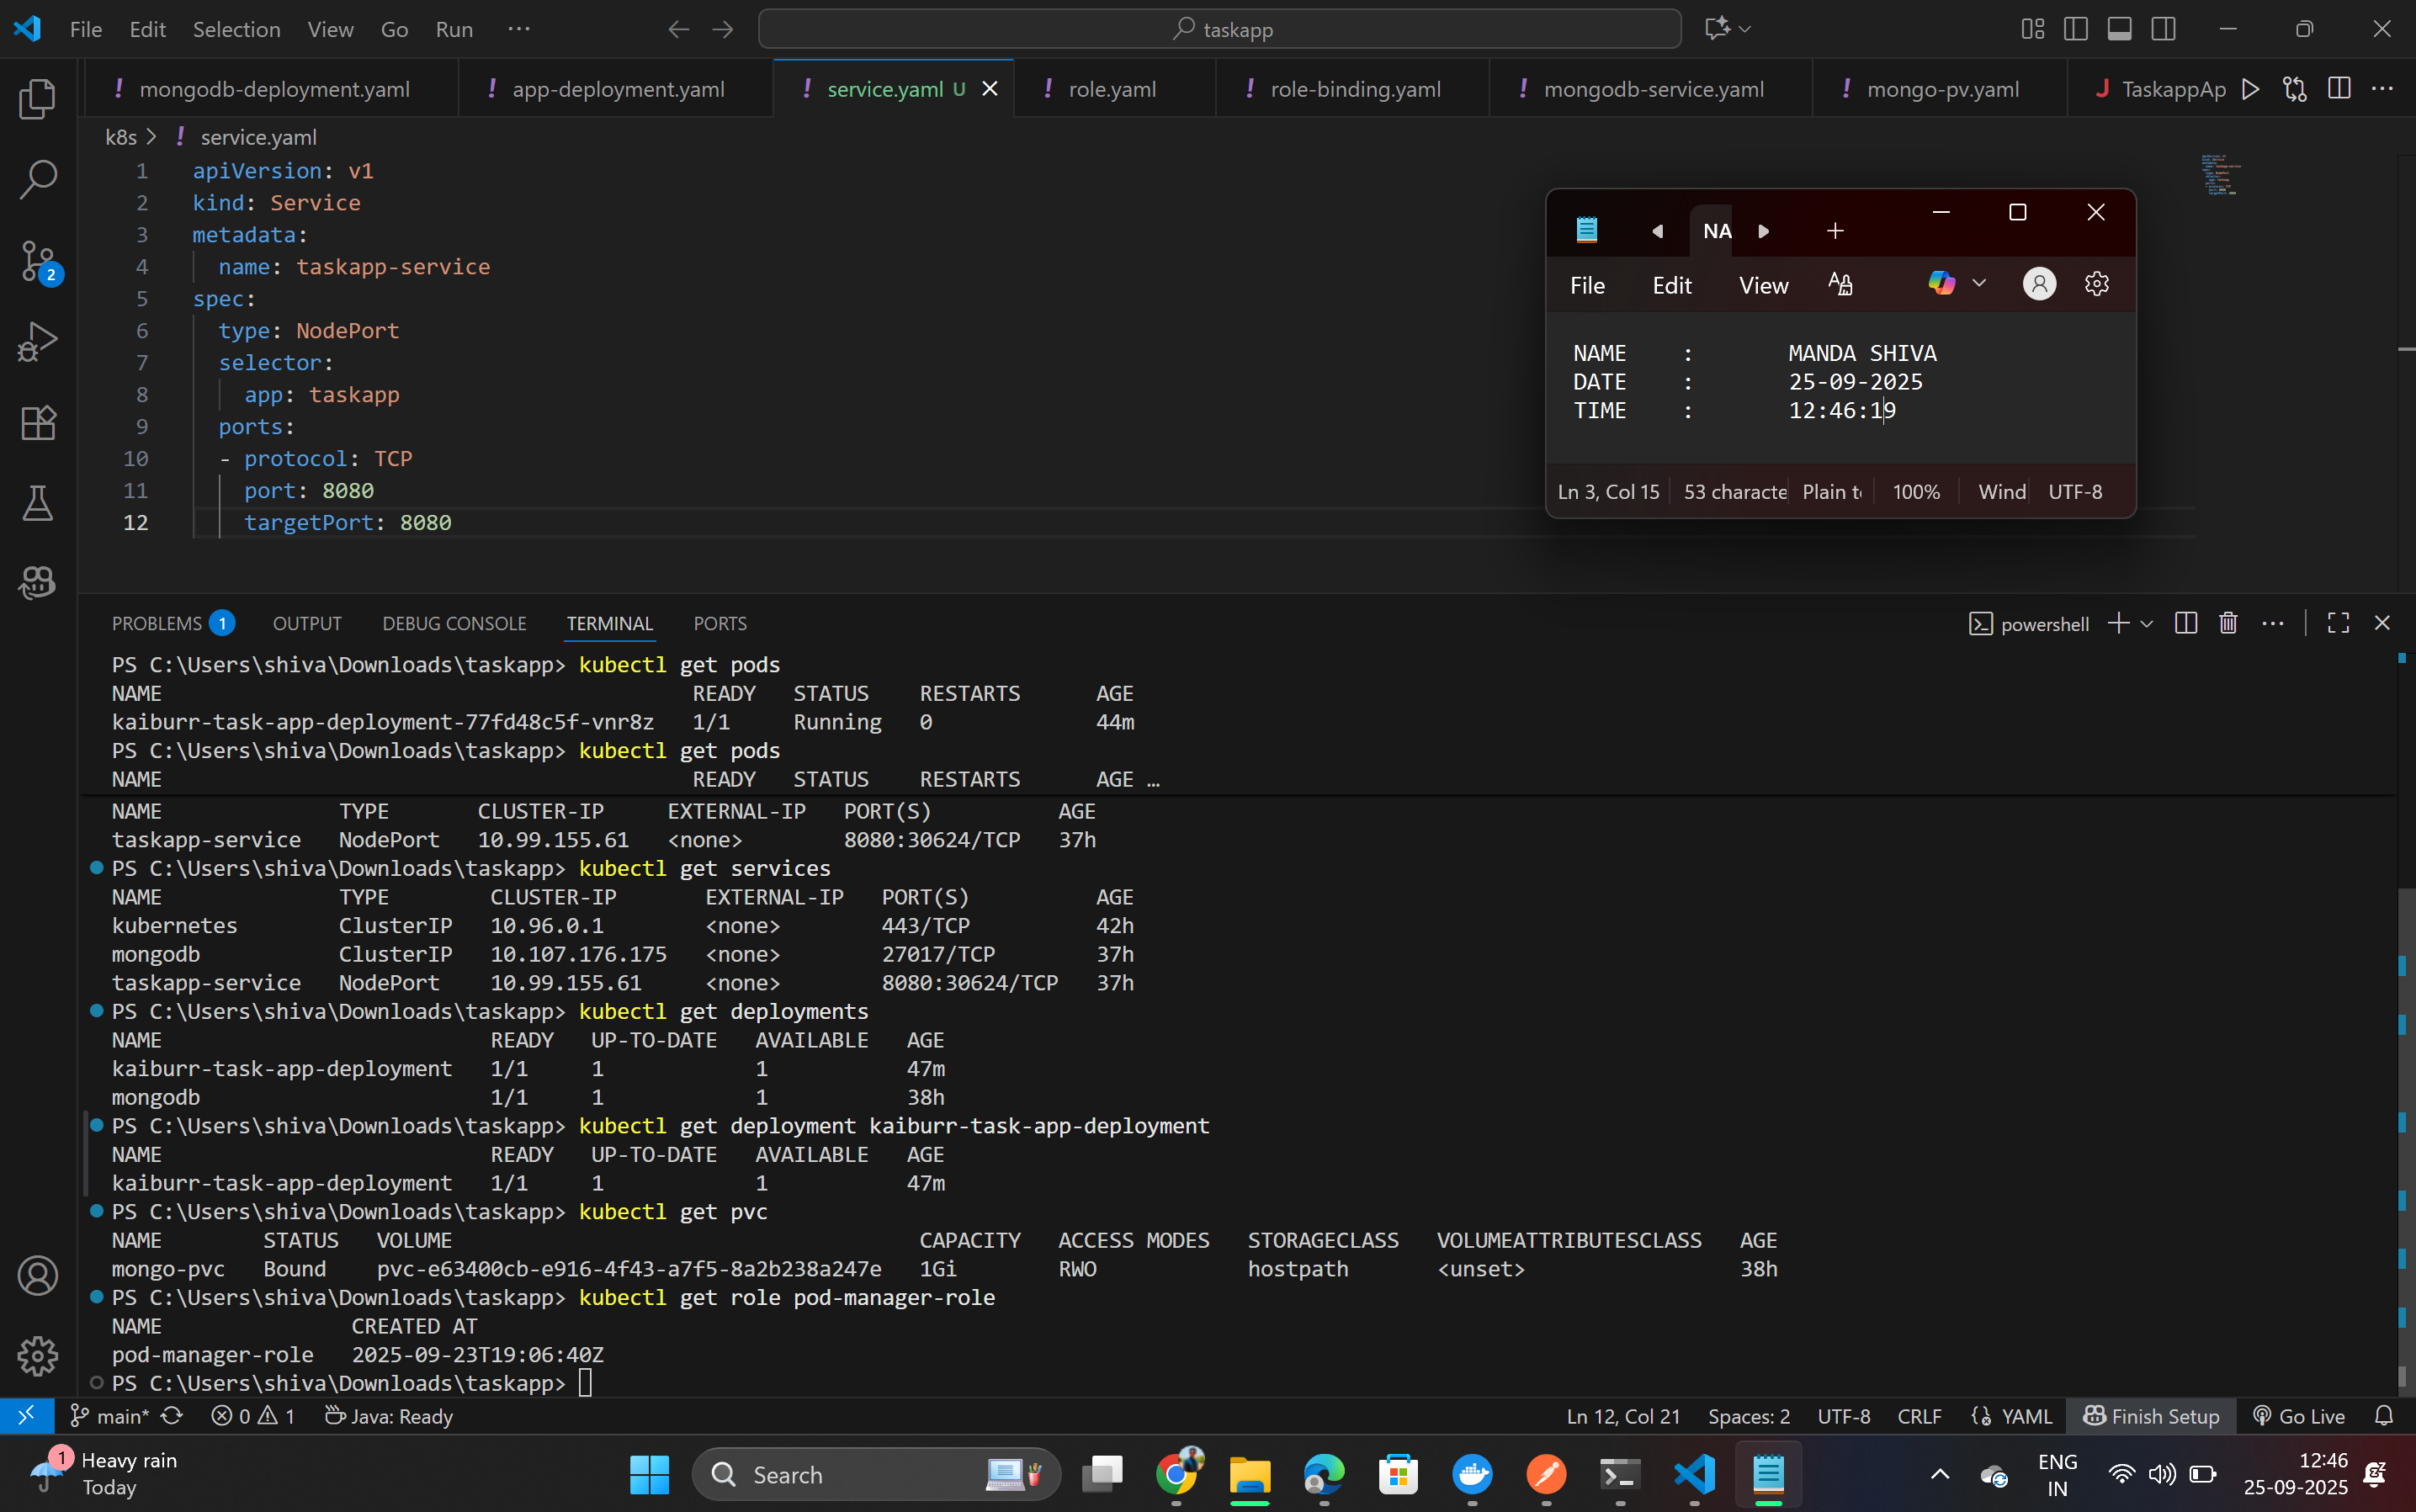 File Edit Selection View Go Run ··· taskapp
! mongodb-deployment.yaml ! app-deployment.yaml ! service.yaml U ! role.yaml ! role-binding.yaml ! mongodb-service.yaml ! mongo-pv.yaml J TaskappAp
k8s > ! service.yaml
1 apiVersion: v1
2 kind: Service
3 metadata:
4 name: taskapp-service
5 spec:
6 type: NodePort
7 selector:
8 app: taskapp
9 ports:
10 - protocol: TCP
11 port: 8080
12 targetPort: 8080
NA
File Edit View
NAME : MANDA SHIVA
DATE : 25-09-2025
TIME : 12:46:19
Ln 3, Col 15 53 characte Plain t 100% Wind UTF-8
2
PROBLEMS 1 OUTPUT DEBUG CONSOLE TERMINAL PORTS powershell
PS C:\Users\shiva\Downloads\taskapp> kubectl get pods
NAME READY STATUS RESTARTS AGE
kaiburr-task-app-deployment-77fd48c5f-vnr8z 1/1 Running 0 44m
PS C:\Users\shiva\Downloads\taskapp> kubectl get pods
NAME READY STATUS RESTARTS AGE …
NAME TYPE CLUSTER-IP EXTERNAL-IP PORT(S) AGE
taskapp-service NodePort 10.99.155.61 <none> 8080:30624/TCP 37h
PS C:\Users\shiva\Downloads\taskapp> kubectl get services
NAME TYPE CLUSTER-IP EXTERNAL-IP PORT(S) AGE
kubernetes ClusterIP 10.96.0.1 <none> 443/TCP 42h
mongodb ClusterIP 10.107.176.175 <none> 27017/TCP 37h
taskapp-service NodePort 10.99.155.61 <none> 8080:30624/TCP 37h
PS C:\Users\shiva\Downloads\taskapp> kubectl get deployments
NAME READY UP-TO-DATE AVAILABLE AGE
kaiburr-task-app-deployment 1/1 1 1 47m
mongodb 1/1 1 1 38h
PS C:\Users\shiva\Downloads\taskapp> kubectl get deployment kaiburr-task-app-deployment
NAME READY UP-TO-DATE AVAILABLE AGE
kaiburr-task-app-deployment 1/1 1 1 47m
PS C:\Users\shiva\Downloads\taskapp> kubectl get pvc
NAME STATUS VOLUME CAPACITY ACCESS MODES STORAGECLASS VOLUMEATTRIBUTESCLASS AGE
mongo-pvc Bound pvc-e63400cb-e916-4f43-a7f5-8a2b238a247e 1Gi RWO hostpath <unset> 38h
PS C:\Users\shiva\Downloads\taskapp> kubectl get role pod-manager-role
NAME CREATED AT
pod-manager-role 2025-09-23T19:06:40Z
PS C:\Users\shiva\Downloads\taskapp>
main* 0 1 Java: Ready Ln 12, Col 21 Spaces: 2 UTF-8 CRLF YAML Finish Setup Go Live
1 Heavy rain
Today
Search
ENG
IN
12:46
25-09-2025